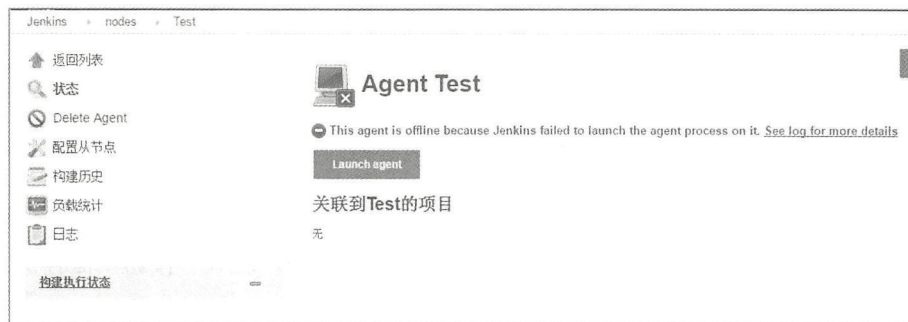 Jenkins › nodes › Test
返回列表
状态
Delete Agent
配置从节点
构建历史
负载统计
日志
构建执行状态
Agent Test
This agent is offline because Jenkins failed to launch the agent process on it. See log for more details
Launch agent
关联到Test的项目
无